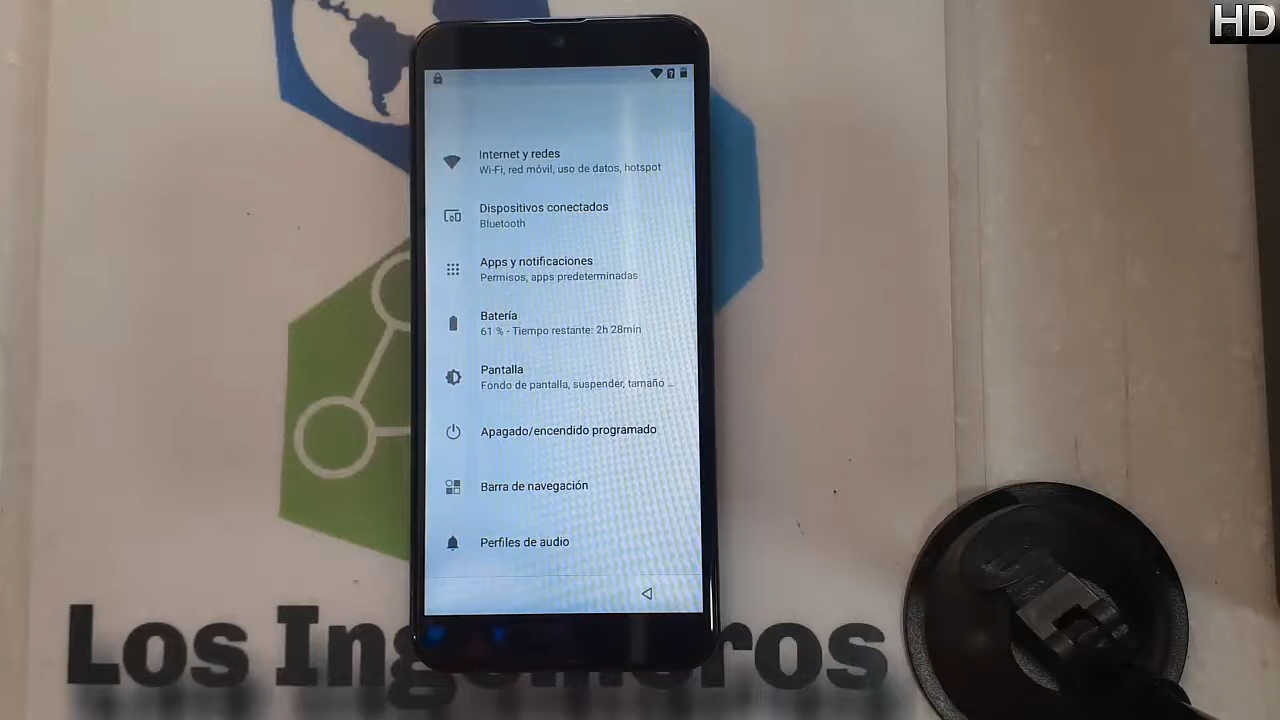 HD
Internet y redes
Wi-Fi, red móvil, uso de datos, hotspot
Dispositivos conectados
Bluetooth
Apps y notificaciones
Permisos, apps predeterminadas
Batería
61 % - Tiempo restante: 2h 28min
Pantalla
Fondo de pantalla, suspender, tamaño ...
Apagado/encendido programado
Barra de navegación
Perfiles de audio
Los Ing eros